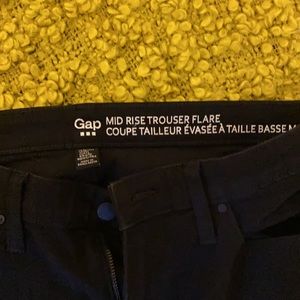 Gap MID RISE TROUSER FLARE
COUPE TAILLEUR ÉVASÉE À TAILLE BASSE M